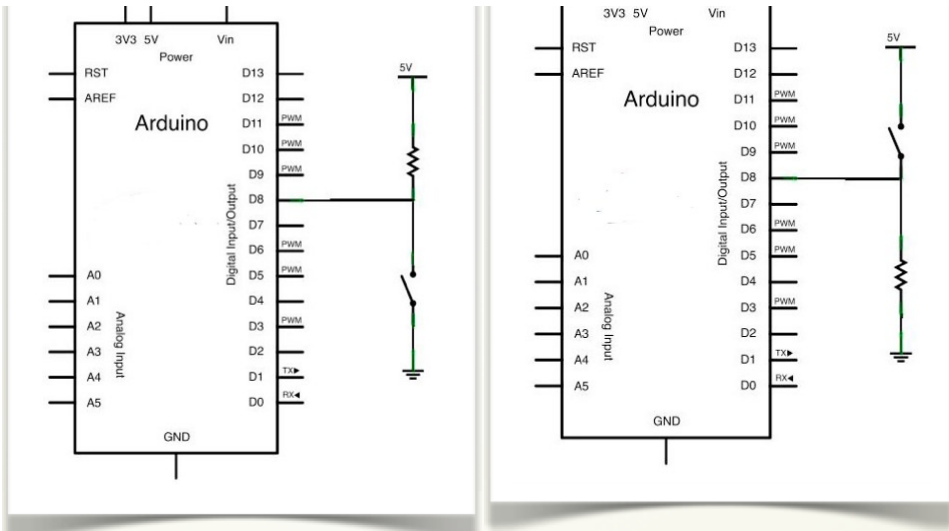 3V3 5V Vin
Power
RST
AREF
Arduino
D13
D12
D11 PWM
D10 PWM
D9 PWM
D8
D7
D6 PWM
D5 PWM
D4
D3 PWM
D2
D1 TX▶
D0 RX◀
Digital Input/Output
A0
A1
A2
A3
A4
A5
Analog Input
GND
5V
3V3 5V Vin
Power
RST
AREF
Arduino
D13
D12
D11 PWM
D10 PWM
D9 PWM
D8
D7
D6 PWM
D5 PWM
D4
D3 PWM
D2
D1 TX▶
D0 RX◀
Digital Input/Output
A0
A1
A2
A3
A4
A5
Analog Input
GND
5V